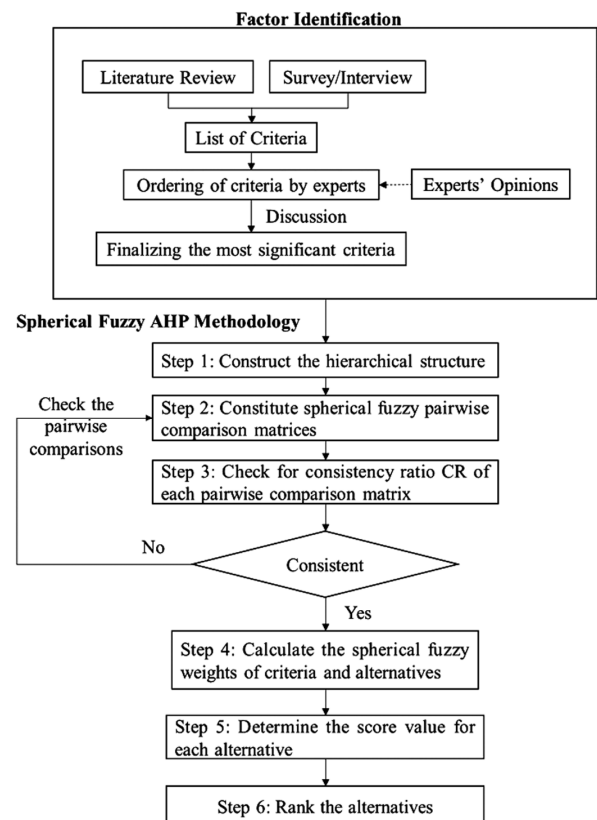 Factor Identification
Literature Review
Survey/Interview
List of Criteria
Ordering of criteria by experts
Experts' Opinions
Discussion
Finalizing the most significant criteria
Spherical Fuzzy AHP Methodology
Step 1: Construct the hierarchical structure
Check the
pairwise
comparisons
Step 2: Constitute spherical fuzzy pairwise
comparison matrices
Step 3: Check for consistency ratio CR of
each pairwise comparison matrix
No
Consistent
Yes
Step 4: Calculate the spherical fuzzy
weights of criteria and alternatives
Step 5: Determine the score value for
each alternative
Step 6: Rank the alternatives